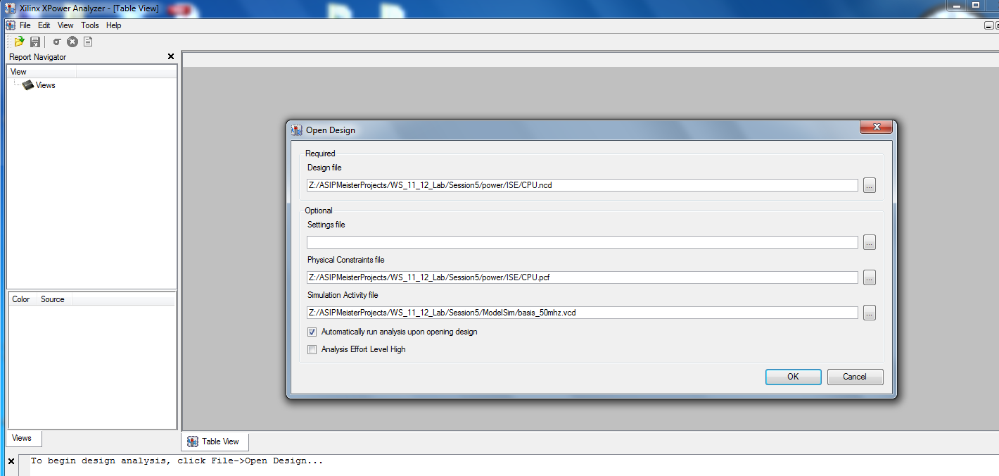 Xilinx XPower Analyzer - [Table View]
File Edit View Tools Help
Report Navigator
View
Views
Color Source
Views
Open Design
Required
Design file
Z:/ASIPMeisterProjects/WS_11_12_Lab/Session5/power/ISE/CPU.ncd
...
Optional
Settings file
...
Physical Constraints file
Z:/ASIPMeisterProjects/WS_11_12_Lab/Session5/power/ISE/CPU.pcf
...
Simulation Activity file
Z:/ASIPMeisterProjects/WS_11_12_Lab/Session5/ModelSim/basis_50mhz.vcd
...
Automatically run analysis upon opening design
Analysis Effort Level High
OK Cancel
Table View
To begin design analysis, click File->Open Design...